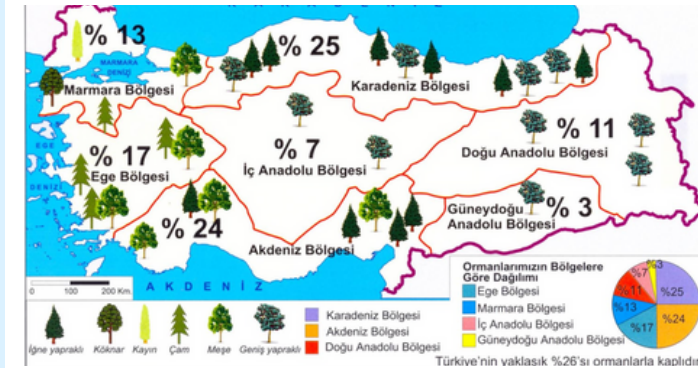 K A R A D E N İ Z
% 13
% 25
MARMARA
DENİZİ
Marmara Bölgesi
Karadeniz Bölgesi
% 17
Ege Bölgesi
EGE
DENİZİ
% 7
İç Anadolu Bölgesi
% 11
Doğu Anadolu Bölgesi
% 24
Akdeniz Bölgesi
Güneydoğu
Anadolu Bölgesi
% 3
A K D E N İ Z
0 100 200 Km.
İğne yapraklı Köknar Kayın Çam Meşe Geniş yapraklı
Karadeniz Bölgesi
Akdeniz Bölgesi
Doğu Anadolu Bölgesi
Ormanlarımızın Bölgelere
Göre Dağılımı
Ege Bölgesi
Marmara Bölgesi
İç Anadolu Bölgesi
Güneydoğu Anadolu Bölgesi
%3
%7
%11
%13
%17
%25
%24
Türkiye'nin yaklaşık %26'sı ormanlarla kaplıdır